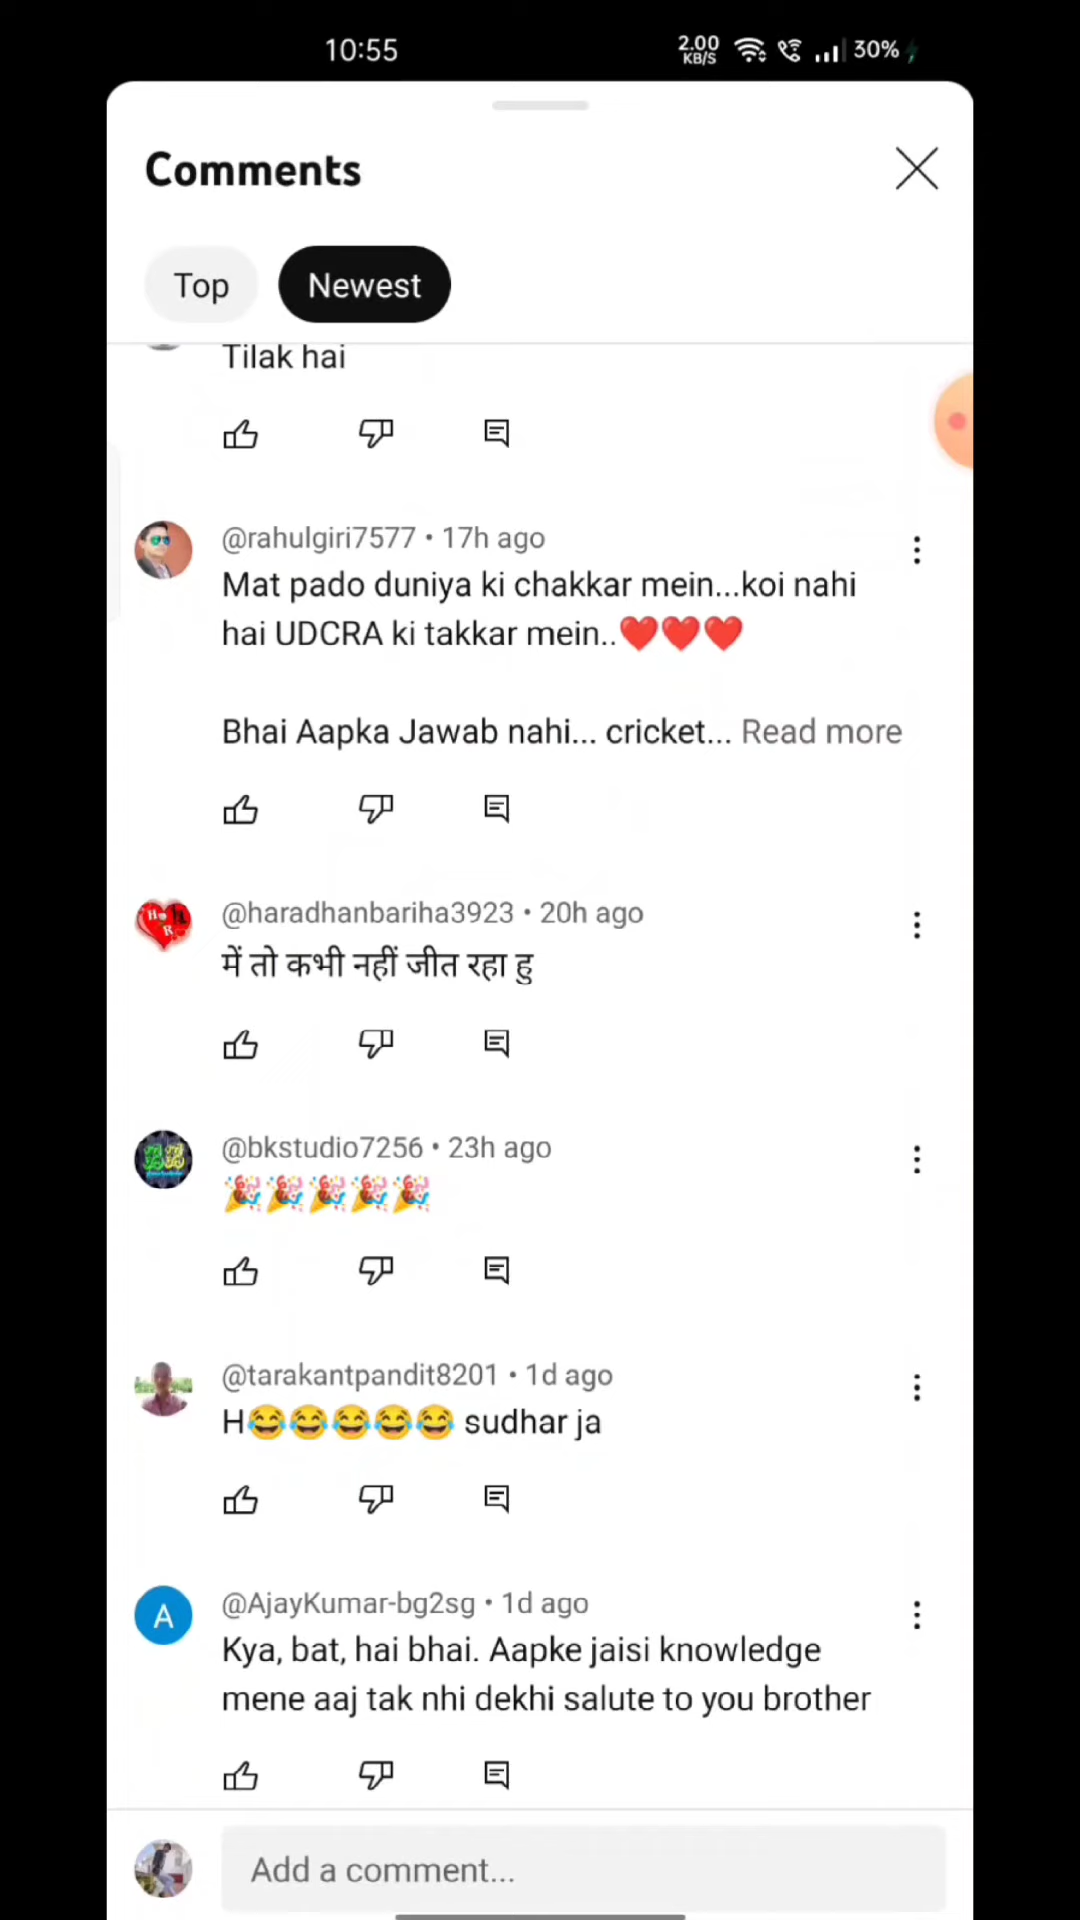 10:55
2.00
KB/S
30%
Comments
Top
Newest
Tilak hai
@rahulgiri7577 • 17h ago
Mat pado duniya ki chakkar mein...koi nahi
hai UDCRA ki takkar mein..❤️❤️❤️
Bhai Aapka Jawab nahi... cricket... Read more
@haradhanbariha3923 • 20h ago
में तो कभी नहीं जीत रहा हु
@bkstudio7256 • 23h ago
🎉🎉🎉🎉🎉
@tarakantpandit8201 • 1d ago
H😂😂😂😂😂 sudhar ja
A
@AjayKumar-bg2sg • 1d ago
Kya, bat, hai bhai. Aapke jaisi knowledge
mene aaj tak nhi dekhi salute to you brother
Add a comment...